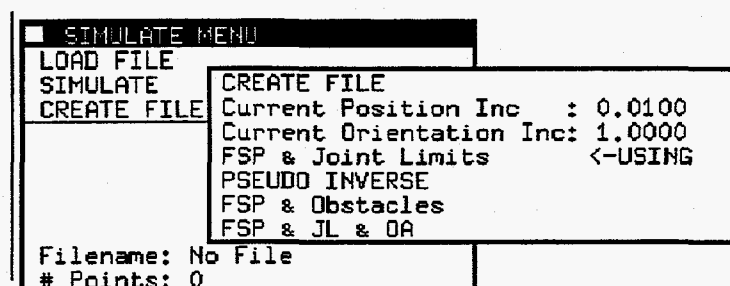 SIMULATE MENU
LOAD FILE
SIMULATE
CREATE FILE
CREATE FILE
Current Position Inc : 0.0100
Current Orientation Inc: 1.0000
FSP & Joint Limits <-USING
PSEUDO INVERSE
FSP & Obstacles
FSP & JL & OA
Filename: No File
# Points: 0